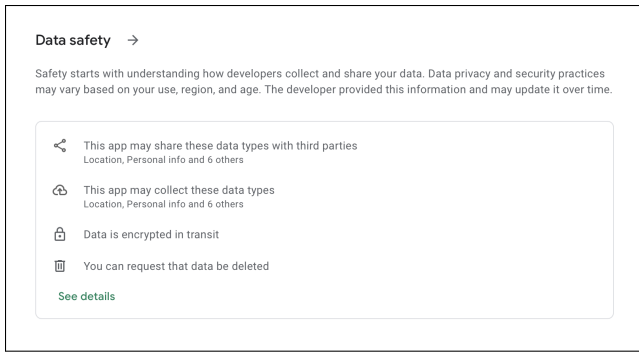 Data safety →
Safety starts with understanding how developers collect and share your data. Data privacy and security practices
may vary based on your use, region, and age. The developer provided this information and may update it over time.
This app may share these data types with third parties
Location, Personal info and 6 others
This app may collect these data types
Location, Personal info and 6 others
Data is encrypted in transit
You can request that data be deleted
See details